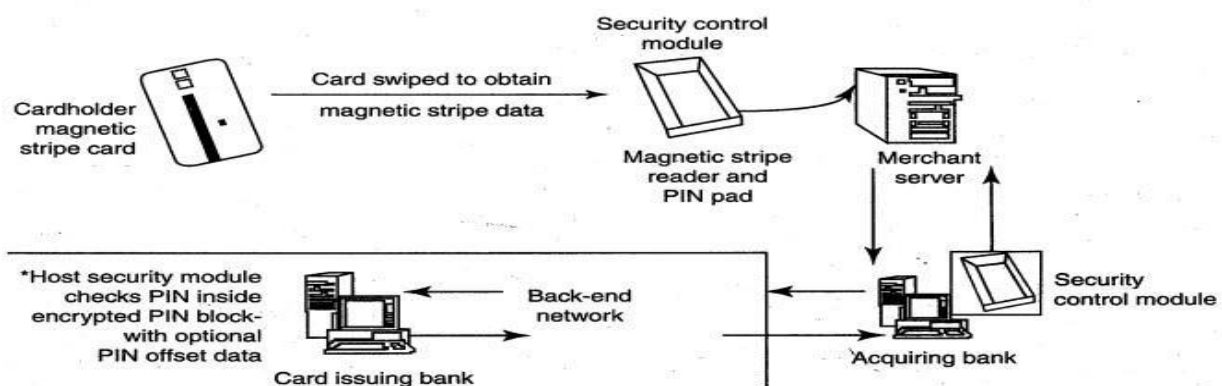 Security control
module
Card swiped to obtain
magnetic stripe data
Cardholder
magnetic
stripe card
Magnetic stripe
reader and
PIN pad
Merchant
server
*Host security module
checks PIN inside
encrypted PIN block-
with optional
PIN offset data
Back-end
network
Security
control module
Acquiring bank
Card issuing bank